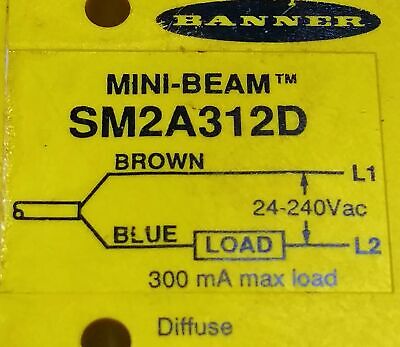 BANNER
MINI-BEAM™
SM2A312D
BROWN
L1
24-240Vac
BLUE
LOAD
L2
300 mA max load
Diffuse